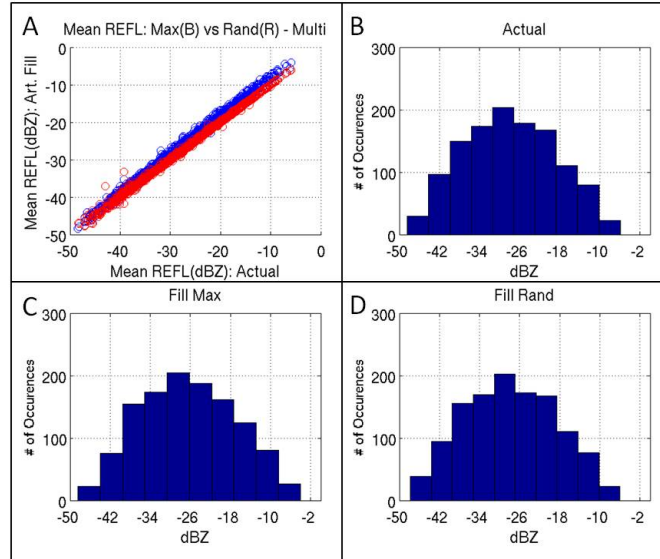 A
Mean REFL: Max(B) vs Rand(R) - Multi
Mean REFL(dBZ): Art. Fill
0
-10
-20
-30
-40
-50
-50 -40 -30 -20 -10 0
Mean REFL(dBZ): Actual
B
Actual
# of Occurences
300
200
100
0
-50 -42 -34 -26 -18 -10 -2
dBZ
C
Fill Max
# of Occurences
300
200
100
0
-50 -42 -34 -26 -18 -10 -2
dBZ
D
Fill Rand
# of Occurences
300
200
100
0
-50 -42 -34 -26 -18 -10 -2
dBZ